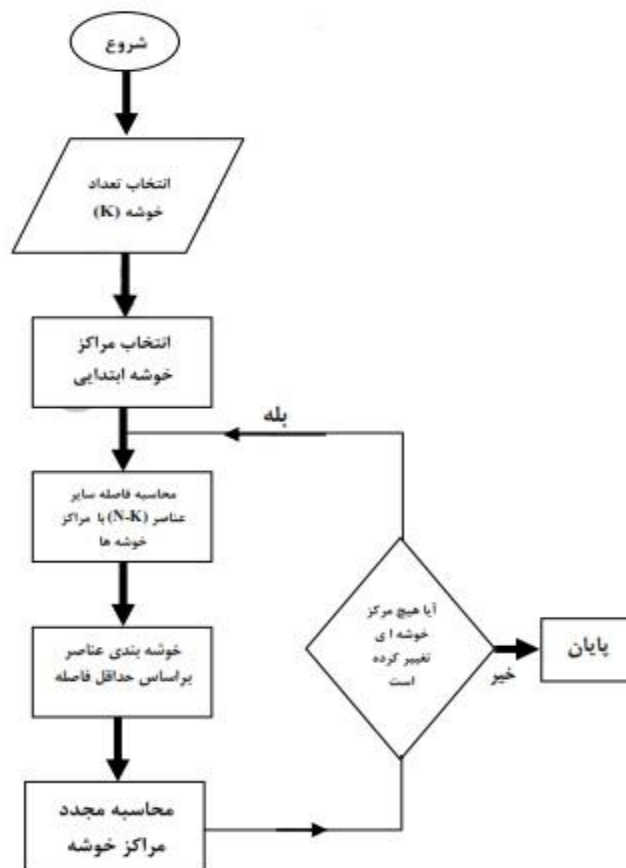 شروع
انتخاب تعداد
خوشه (K)
انتخاب مراکز
خوشه ابتدایی
بله
محاسبه فاصله سایر
عناصر (N-K) با مراکز
خوشه ها
آیا هیچ مرکز
خوشه ا ی
تغییر کرده
است
خیر
پایان
خوشه بندی عناصر
براساس حداقل فاصله
محاسبه مجدد
مراکز خوشه